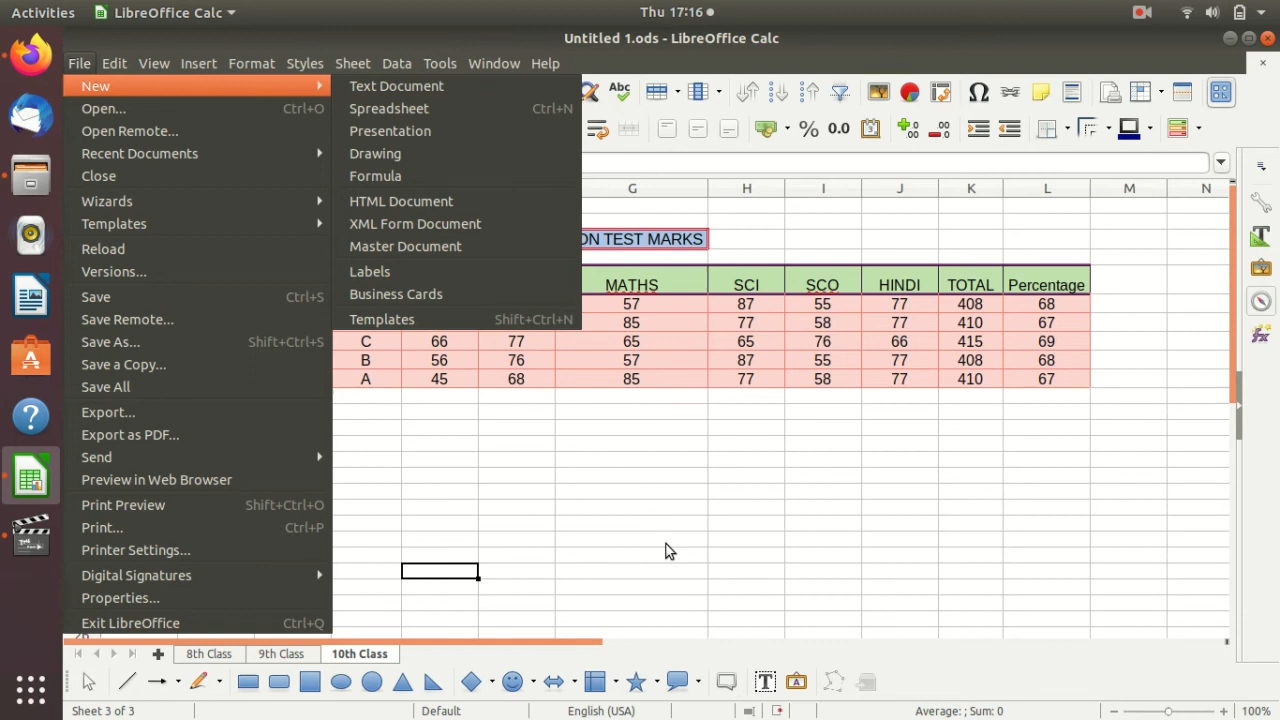 Activities LibreOffice Calc Thu 17:16
Untitled 1.ods - LibreOffice Calc
File Edit View Insert Format Styles Sheet Data Tools Window Help
New
Open... Ctrl+O
Open Remote...
Recent Documents
Close
Wizards
Templates
Reload
Versions...
Save Ctrl+S
Save Remote...
Save As... Shift+Ctrl+S
Save a Copy...
Save All
Export...
Export as PDF...
Send
Preview in Web Browser
Print Preview Shift+Ctrl+O
Print... Ctrl+P
Printer Settings...
Digital Signatures
Properties...
Exit LibreOffice Ctrl+Q
Text Document
Spreadsheet Ctrl+N
Presentation
Drawing
Formula
HTML Document
XML Form Document
Master Document
Labels
Business Cards
Templates Shift+Ctrl+N
Abc
% 0.0
G H I J K L M N
ON TEST MARKS
MATHS SCI SCO HINDI TOTAL Percentage
57 87 55 77 408 68
85 77 58 77 410 67
C 66 77 65 65 76 66 415 69
B 56 76 57 87 55 77 408 68
A 45 68 85 77 58 77 410 67
8th Class 9th Class 10th Class
Sheet 3 of 3 Default English (USA) Average: ; Sum: 0 100%